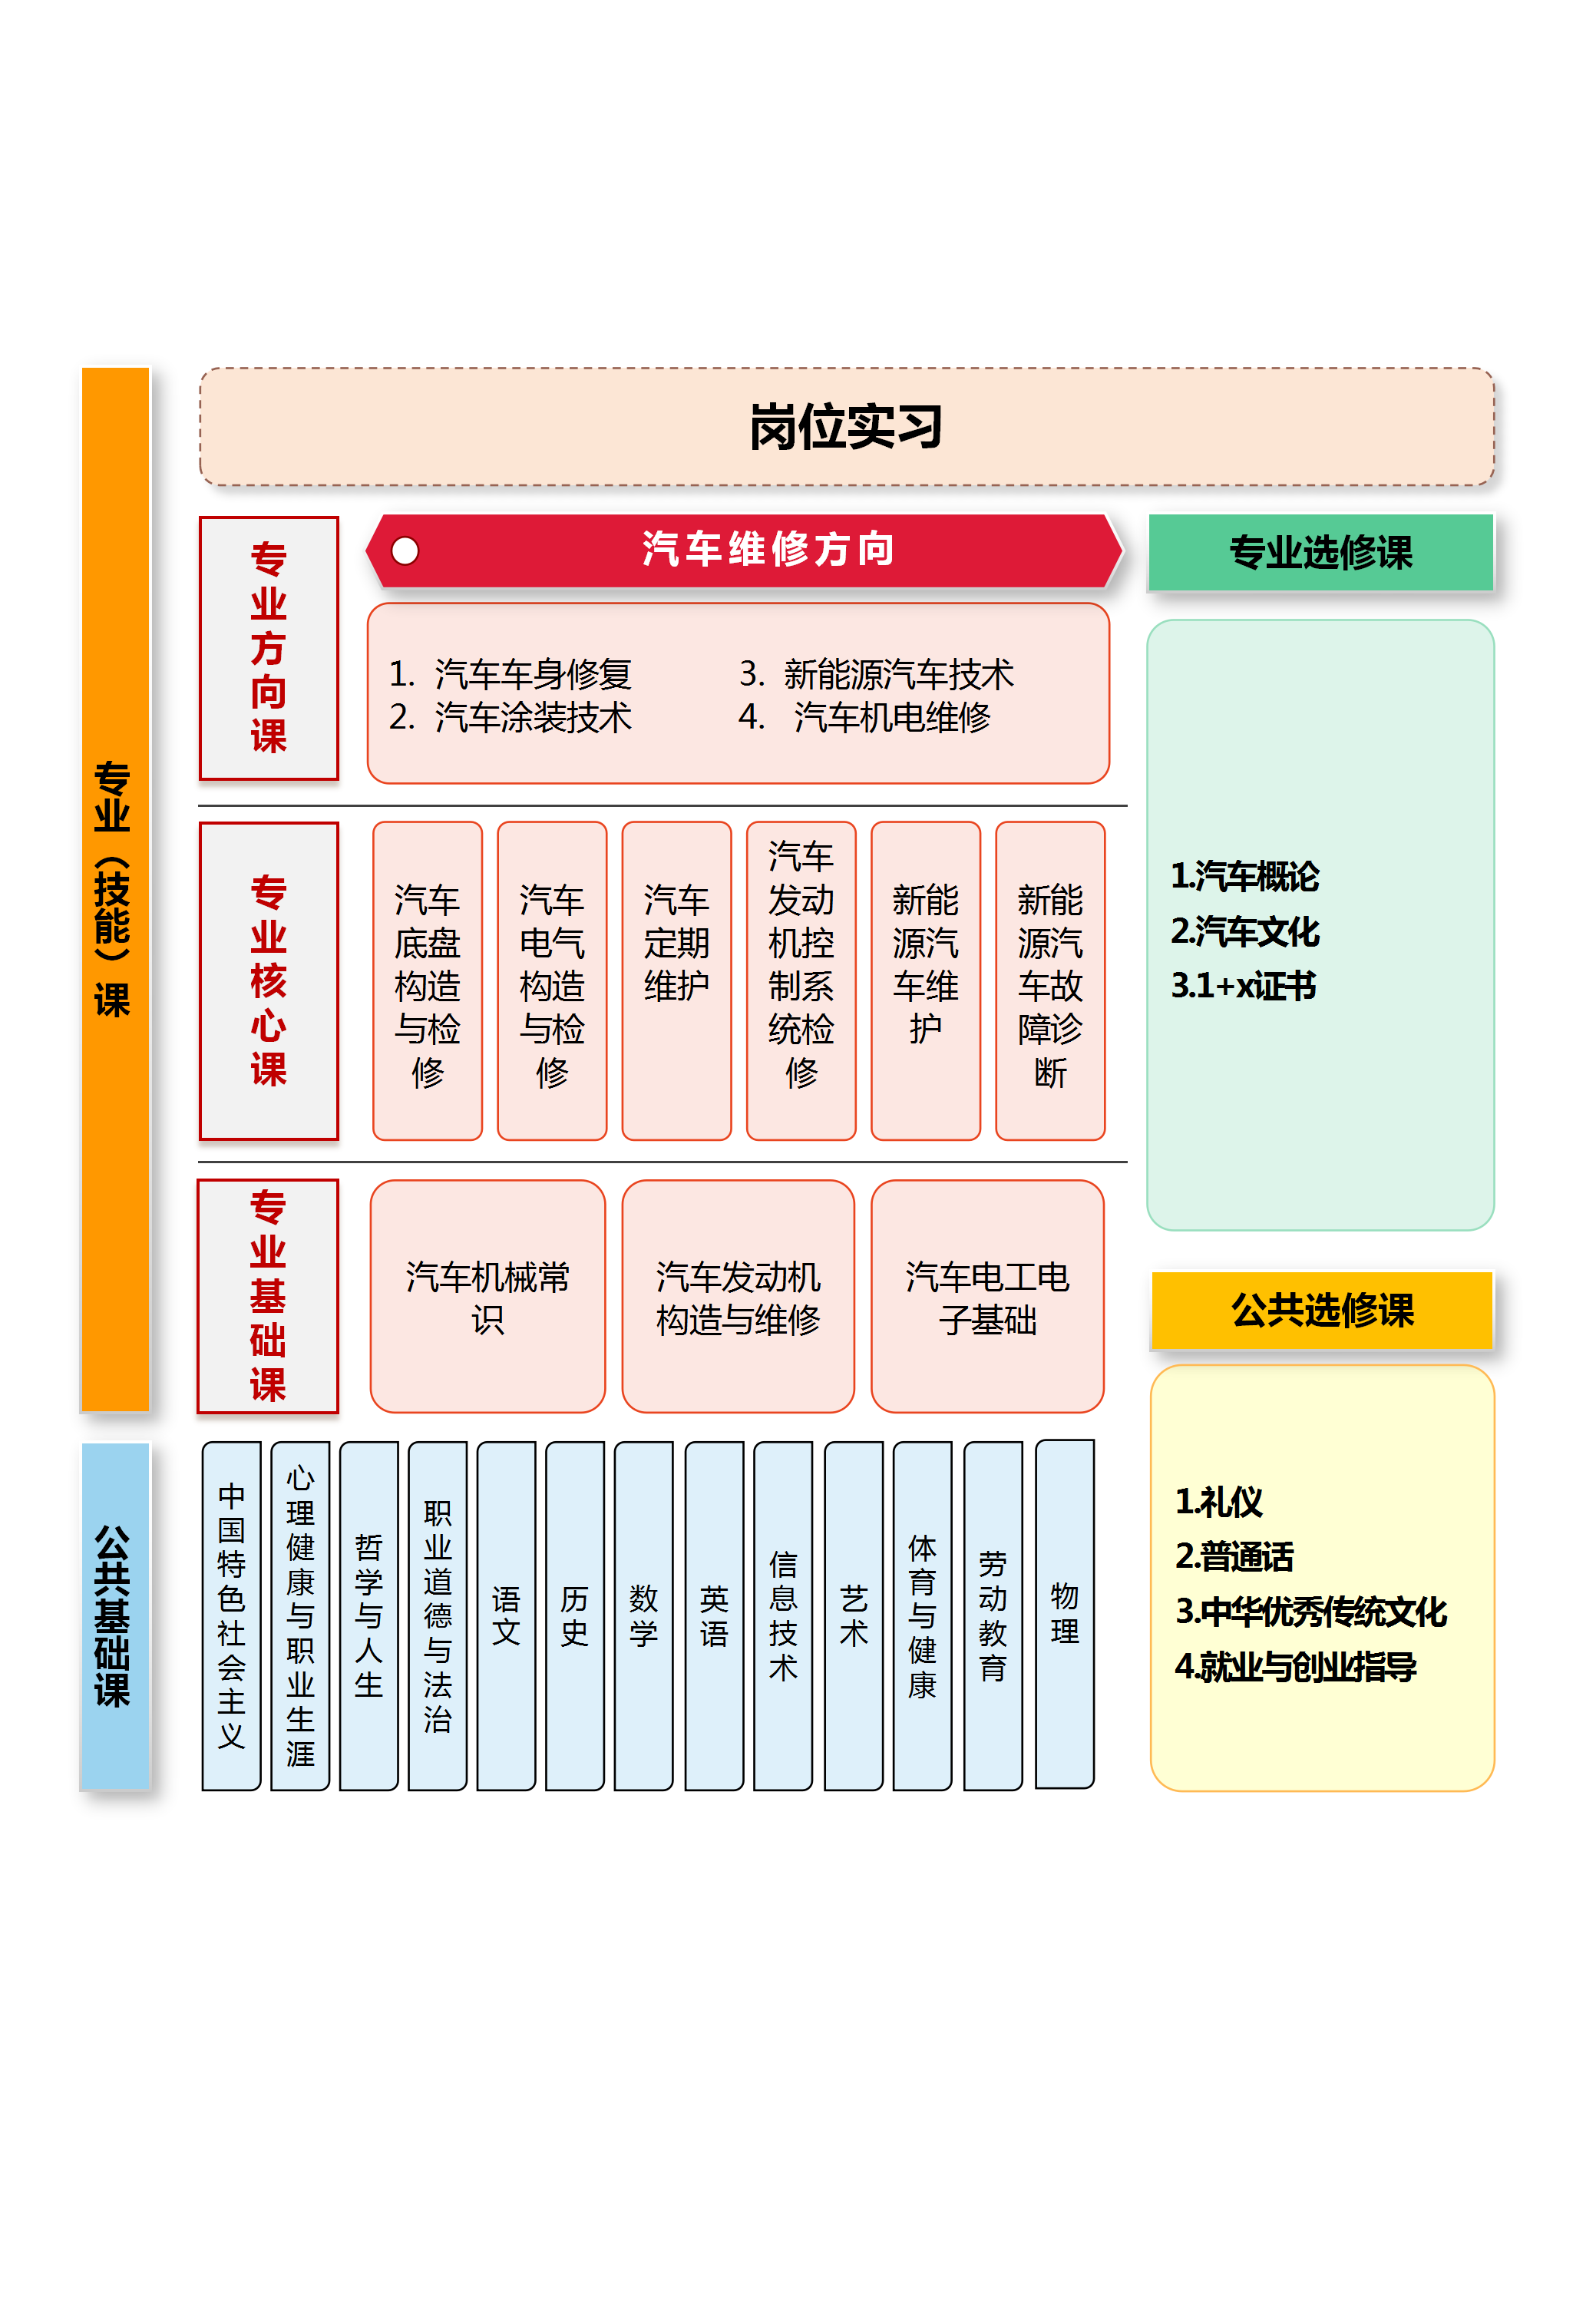 岗位实习
专业（技能）课
专业方向课
汽车维修方向
1. 汽车车身修复
2. 汽车涂装技术
3. 新能源汽车技术
4. 汽车机电维修
专业核心课
汽车
底盘
构造
与检
修
汽车
电气
构造
与检
修
汽车
定期
维护
汽车
发动
机控
制系
统检
修
新能
源汽
车维
护
新能
源汽
车故
障诊
断
专业基础课
汽车机械常
识
汽车发动机
构造与维修
汽车电工电
子基础
专业选修课
1.汽车概论
2.汽车文化
3.1+x证书
公共选修课
1.礼仪
2.普通话
3.中华优秀传统文化
4.就业与创业指导
公共基础课
中国特色社会主义
心理健康与职业生涯
哲学与人生
职业道德与法治
语文
历史
数学
英语
信息技术
艺术
体育与健康
劳动教育
物理